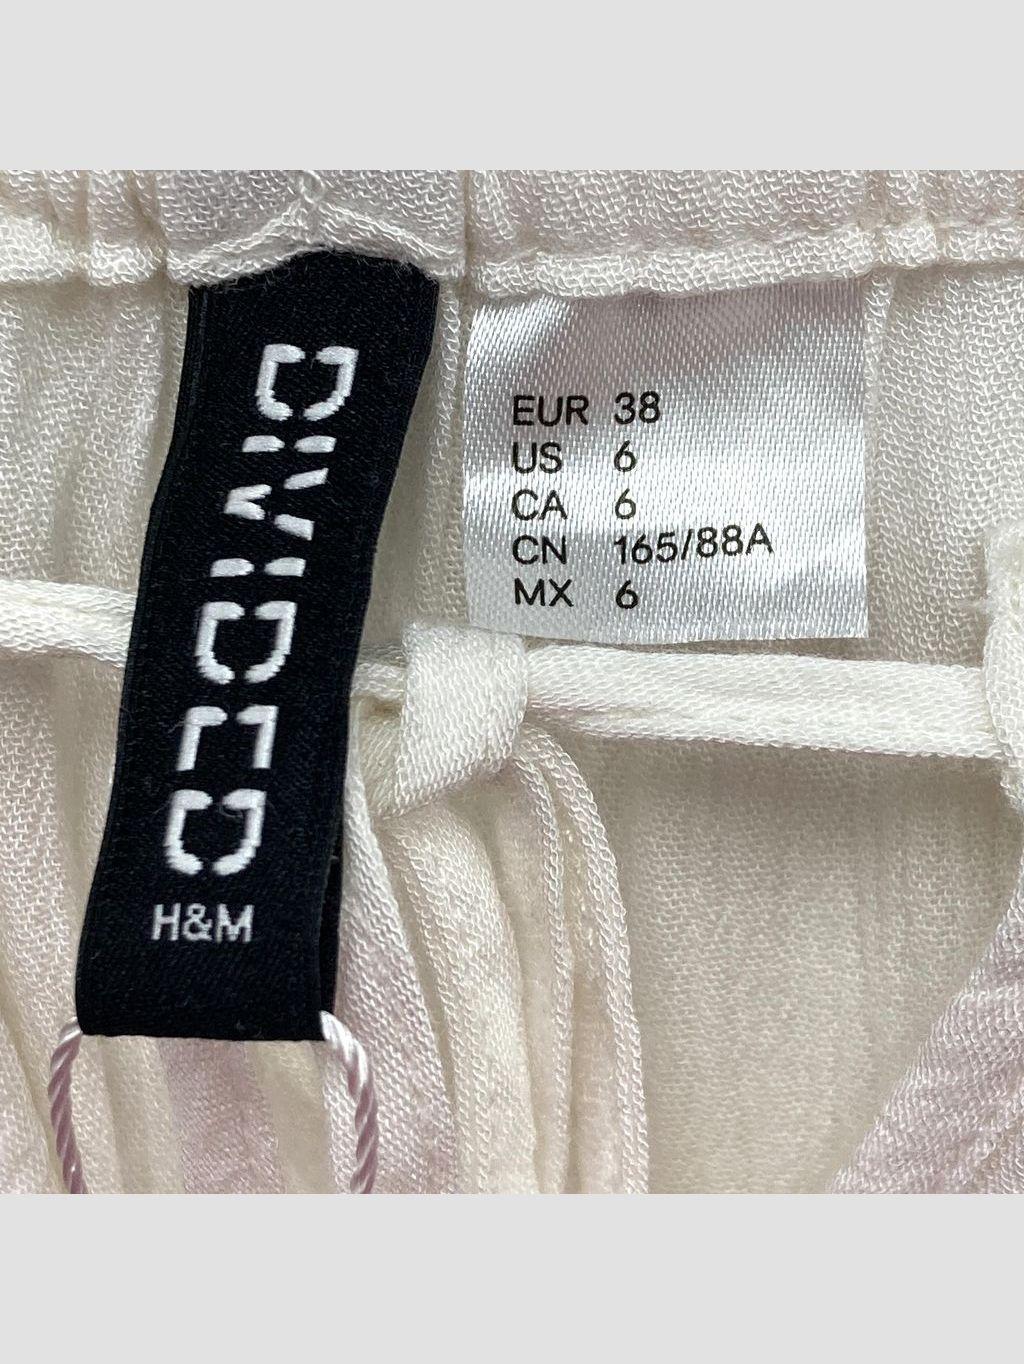 DIVIDED
H&M
EUR 38
US 6
CA 6
CN 165/88A
MX 6